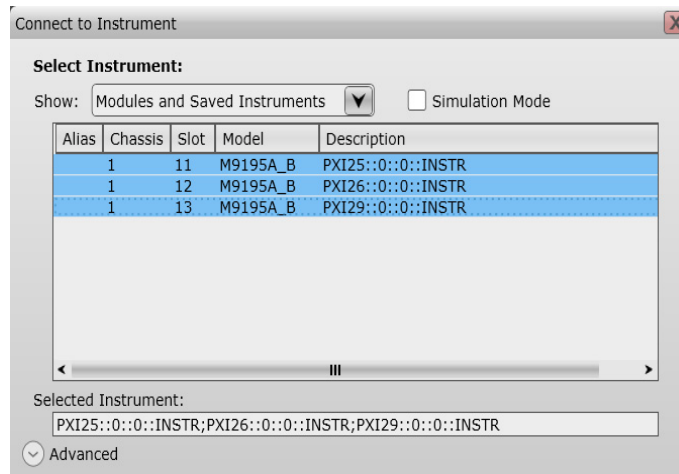 Connect to Instrument
X
Select Instrument:
Show: Modules and Saved Instruments Simulation Mode
Alias Chassis Slot Model Description
1 11 M9195A_B PXI25::0::0::INSTR
1 12 M9195A_B PXI26::0::0::INSTR
1 13 M9195A_B PXI29::0::0::INSTR
Selected Instrument:
PXI25::0::0::INSTR;PXI26::0::0::INSTR;PXI29::0::0::INSTR
Advanced